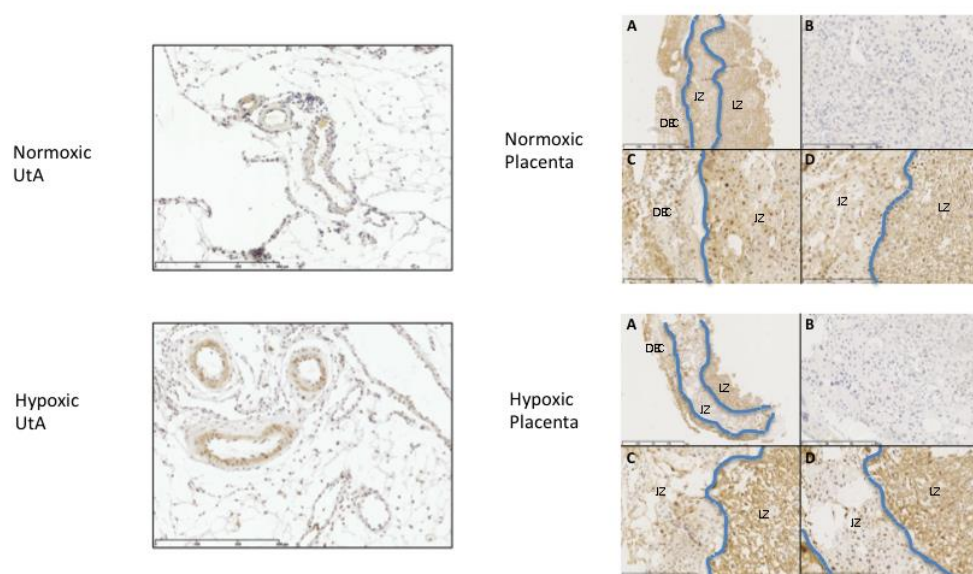 Normoxic
UtA
Normoxic
Placenta
A
DEC
JZ
LZ
B
C
DEC
JZ
D
JZ
LZ
Hypoxic
UtA
Hypoxic
Placenta
A
DEC
JZ
LZ
B
C
JZ
LZ
D
JZ
LZ